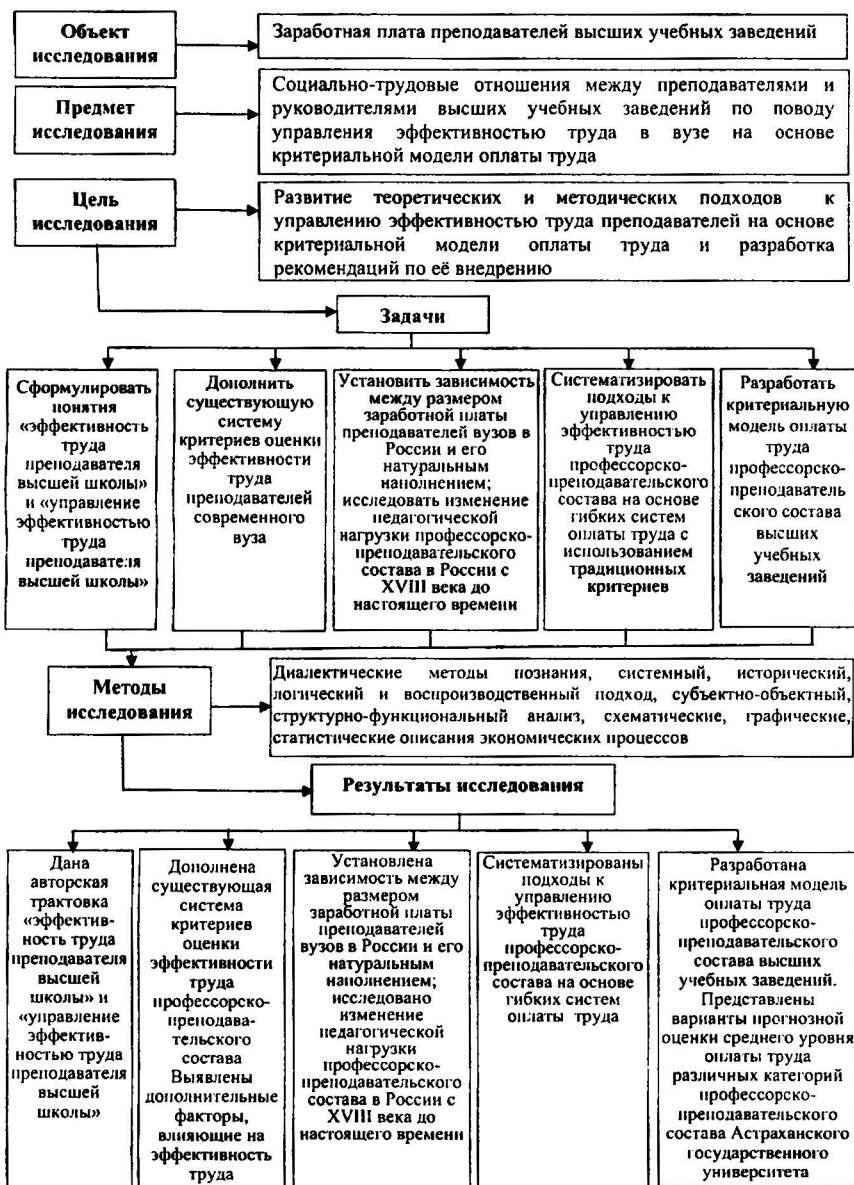 Объект
исследования
Заработная плата преподавателей высших учебных заведений
Предмет
исследования
Социально-трудовые отношения между преподавателями и
руководителями высших учебных заведений по поводу
управления эффективностью труда в вузе на основе
критериальной модели оплаты труда
Цель
исследования
Развитие теоретических и методических подходов к
управлению эффективностью труда преподавателей на основе
критериальной модели оплаты труда и разработка
рекомендаций по её внедрению
Задачи
Сформулировать
понятия
«эффективность
труда
преподавателя
высшей школы»
и «управление
эффективностью
труда
преподавателя
высшей школы»
Дополнить
существующую
систему
критериев оценки
эффективности
труда
преподавателей
современного
вуза
Установить зависимость
между размером
заработной платы
преподавателей вузов в
России и его
натуральным
наполнением;
исследовать изменение
педагогической
нагрузки профессорско-
преподавательского
состава в России с
XVIII века до
настоящего времени
Систематизировать
подходы к
управлению
эффективностью
труда
профессорско-
преподавательского
состава на основе
гибких систем
оплаты труда с
использованием
традиционных
критериев
Разработать
критериальную
модель оплаты
труда
профессорско-
преподаватель
ского состава
высших
учебных
заведений
Методы
исследования
Диалектические методы познания, системный, исторический,
логический и воспроизводственный подход, субъектно-объектный,
структурно-функциональный анализ, схематические, графические,
статистические описания экономических процессов
Результаты исследования
Дана
авторская
трактовка
«эффектив-
ность труда
преподавателя
высшей
школы» и
«управление
эффектив-
ностью труда
преподавателя
высшей
школы»
Дополнена
существующая
система
критериев
оценки
эффективности
труда
профессорско-
преподава-
тельского
состава
Выявлены
дополнительные
факторы,
влияющие на
эффективность
труда
Установлена
зависимость между
размером
заработной платы
преподавателей
вузов в России и его
натуральным
наполнением;
исследовано
изменение
педагогической
нагрузки
профессорско-
преподавательского
состава в России с
XVIII века до
настоящего времени
Систематизированы
подходы к
управлению
эффективностью
труда
профессорско-
преподавательского
состава на основе
гибких систем
оплаты труда
Разработана
критериальная модель
оплаты труда
профессорско-
преподавательского
состава высших
учебных заведений.
Представлены
варианты прогнозной
оценки среднего уровня
оплаты труда
различных категорий
профессорско-
преподавательского
состава Астраханского
государственного
университета